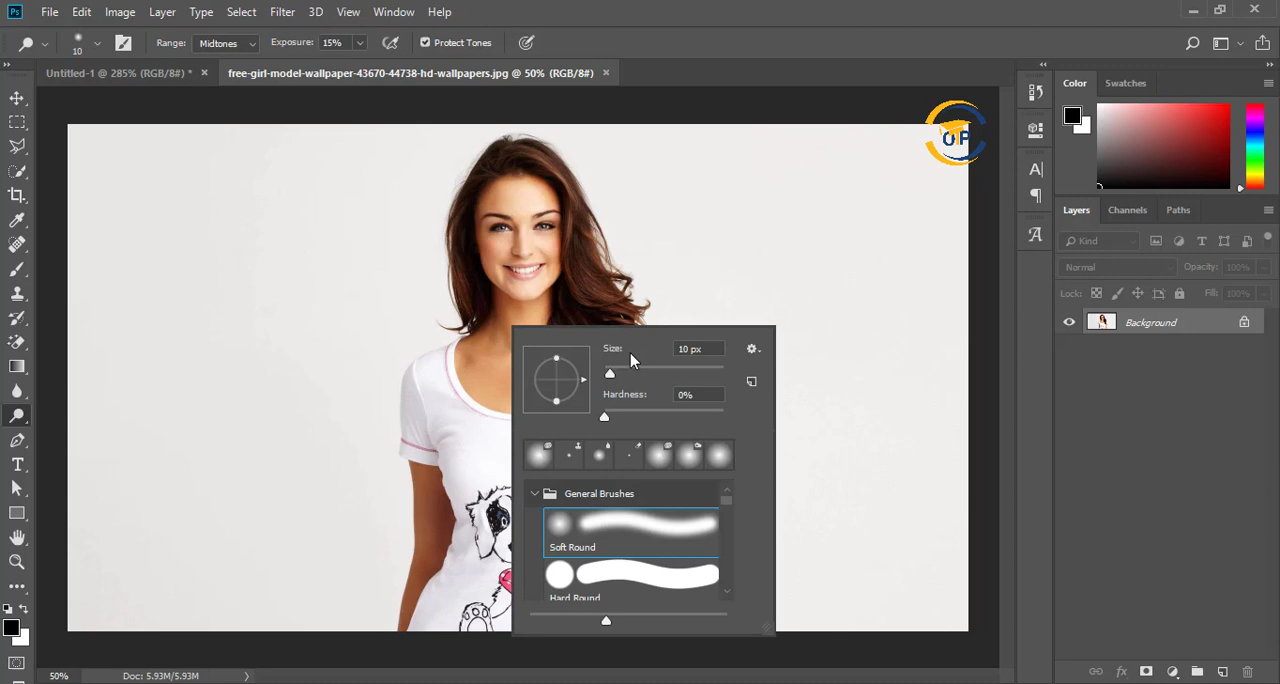 Ps File Edit Image Layer Type Select Filter 3D View Window Help
10 Range: Midtones Exposure: 15% Protect Tones
Untitled-1 @ 285% (RGB/8#) * × free-girl-model-wallpaper-43670-44738-hd-wallpapers.jpg @ 50% (RGB/8#) ×
Color Swatches
OIP
Layers Channels Paths
Kind
Normal Opacity: 100%
Lock: Fill: 100%
Background
Size: 10 px
Hardness: 0%
General Brushes
Soft Round
Hard Round
50% Doc: 5.93M/5.93M